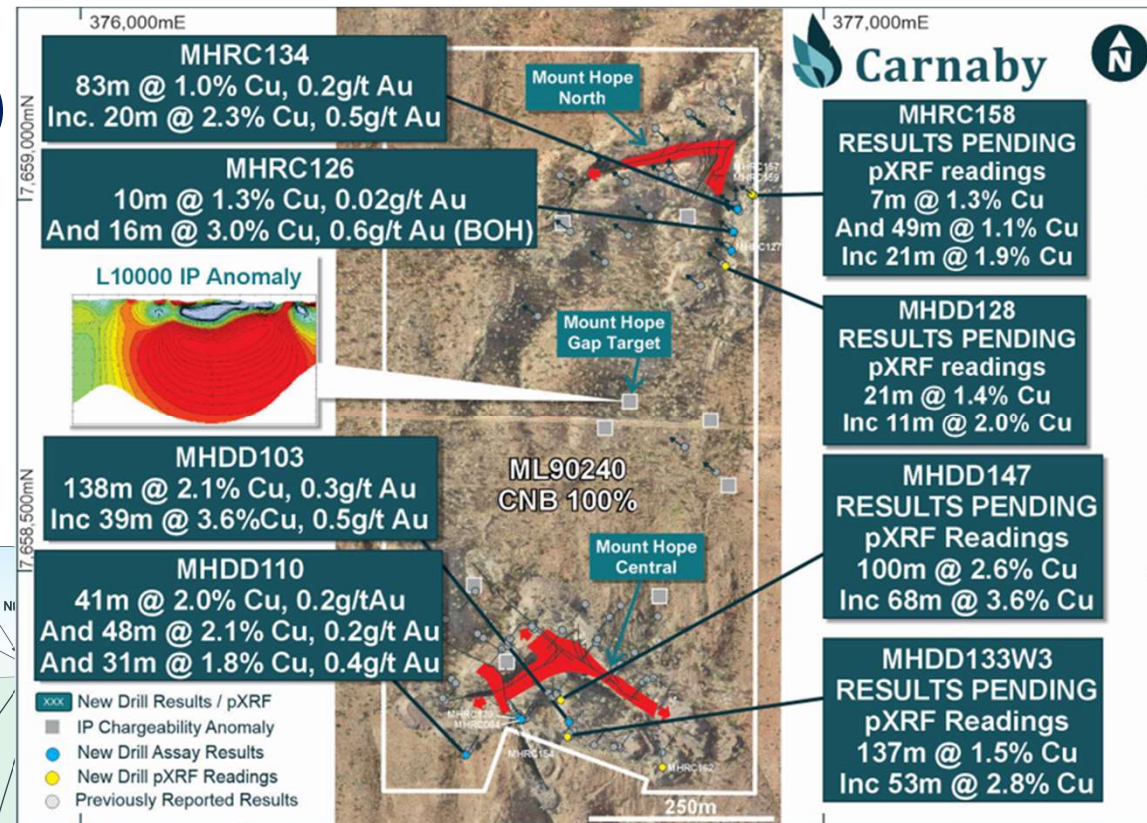 376,000mE
377,000mE
Carnaby
N
7,659,000mN
7,658,500mN
MHRC134
83m @ 1.0% Cu, 0.2g/t Au
Inc. 20m @ 2.3% Cu, 0.5g/t Au
MHRC126
10m @ 1.3% Cu, 0.02g/t Au
And 16m @ 3.0% Cu, 0.6g/t Au (BOH)
L10000 IP Anomaly
MHDD103
138m @ 2.1% Cu, 0.3g/t Au
Inc 39m @ 3.6%Cu, 0.5g/t Au
MHDD110
41m @ 2.0% Cu, 0.2g/tAu
And 48m @ 2.1% Cu, 0.2g/t Au
And 31m @ 1.8% Cu, 0.4g/t Au
XXX New Drill Results / pXRF
IP Chargeability Anomaly
New Drill Assay Results
New Drill pXRF Readings
Previously Reported Results
Mount Hope
North
MHRC157
MHRC159
MHRC127
Mount Hope
Gap Target
ML90240
CNB 100%
Mount Hope
Central
MHRC154
MHRC162
250m
MHRC158
RESULTS PENDING
pXRF readings
7m @ 1.3% Cu
And 49m @ 1.1% Cu
Inc 21m @ 1.9% Cu
MHDD128
RESULTS PENDING
pXRF readings
21m @ 1.4% Cu
Inc 11m @ 2.0% Cu
MHDD147
RESULTS PENDING
pXRF Readings
100m @ 2.6% Cu
Inc 68m @ 3.6% Cu
MHDD133W3
RESULTS PENDING
pXRF Readings
137m @ 1.5% Cu
Inc 53m @ 2.8% Cu